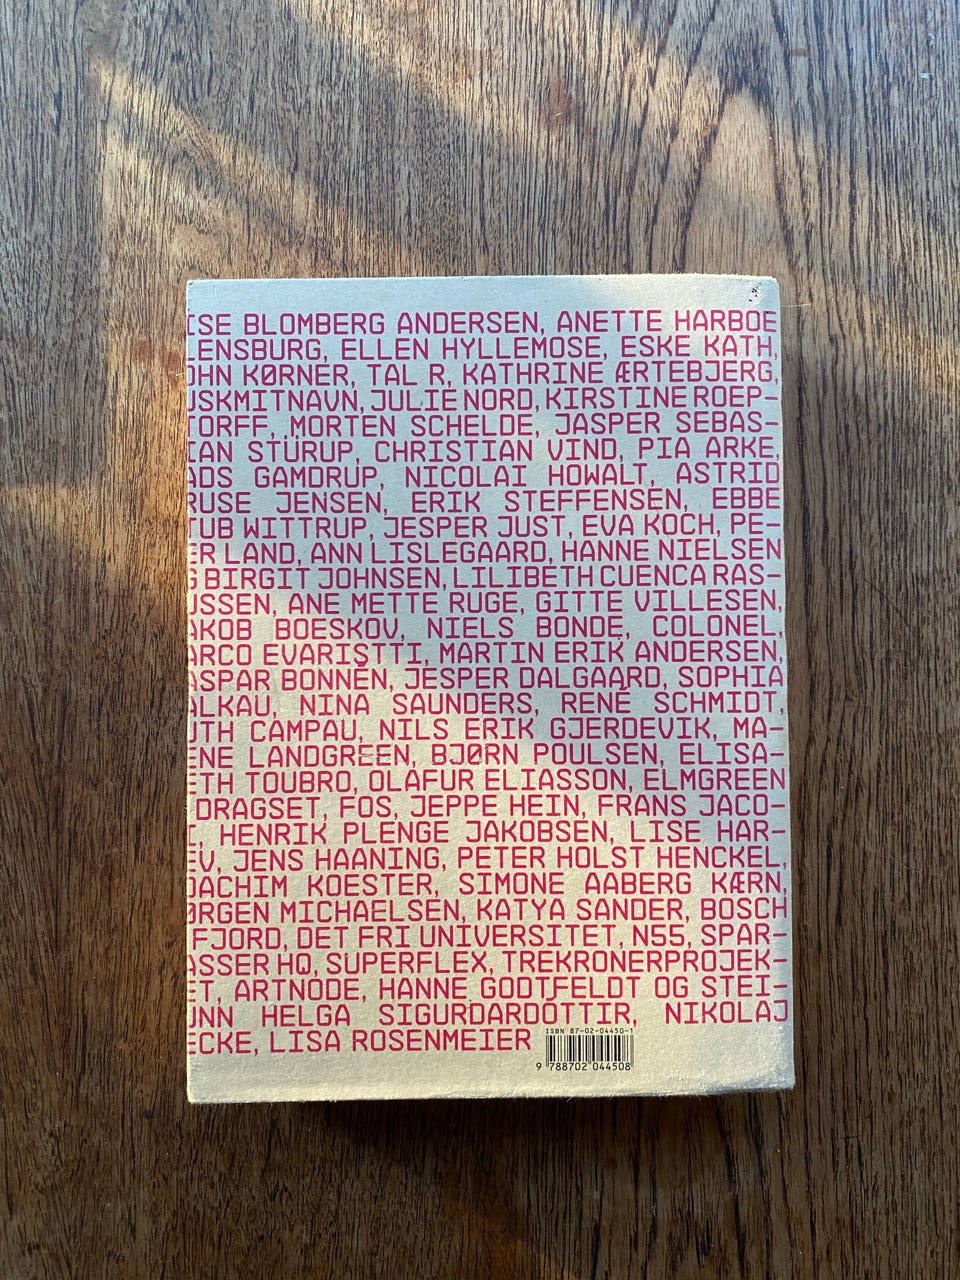 ISE BLOMBERG ANDERSEN, ANETTE HARBOE
LENSBURG, ELLEN HYLLEMOSE, ESKE KATH,
OHN KØRNER, TAL R, KATHRINE ÆRTEBJERG,
USKMITNAVN, JULIE NORD, KIRSTINE ROEP-
TORFF, MORTEN SCHELDE, JASPER SEBAS-
IAN STÜRUP, CHRISTIAN VIND, PIA ARKE,
ADS GAMDRUP, NICOLAI HOWALT, ASTRID
RUSE JENSEN, ERIK STEFFENSEN, EBBE
TUB WITTRUP, JESPER JUST, EVA KOCH, PE-
ER LAND, ANN LISLEGAARD, HANNE NIELSEN
& BIRGIT JOHNSEN, LILIBETH CUENCA RAS-
USSEN, ANE METTE RUGE, GITTE VILLESEN,
AKOB BOESKOV, NIELS BONDE, COLONEL,
ARCO EVARISTTI, MARTIN ERIK ANDERSEN,
ASPAR BONNÉN, JESPER DALGAARD, SOPHIA
ALKAU, NINA SAUNDERS, RENÉ SCHMIDT,
UTH CAMPAU, NILS ERIK GJERDEVIK, MA-
ENE LANDGREEN, BJØRN POULSEN, ELISA-
ETH TOUBRO, OLAFUR ELIASSON, ELMGREEN
DRAGSET, FOS, JEPPE HEIN, FRANS JACO-
I, HENRIK PLENGE JAKOBSEN, LISE HAR-
EV, JENS HAANING, PETER HOLST HENCKEL,
OACHIM KOESTER, SIMONE AABERG KÆRN,
ØRGEN MICHAELSEN, KATYA SANDER, BOSCH
FJORD, DET FRI UNIVERSITET, N55, SPAR-
ASSER HQ, SUPERFLEX, TREKRONERPROJEK-
ET, ARTNODE, HANNE GODTFELDT OG STEI-
UNN HELGA SIGURDARDÓTTIR, NIKOLAJ
ECKE, LISA ROSENMEIER
ISBN 87-02-04450-1
9 788702 044508